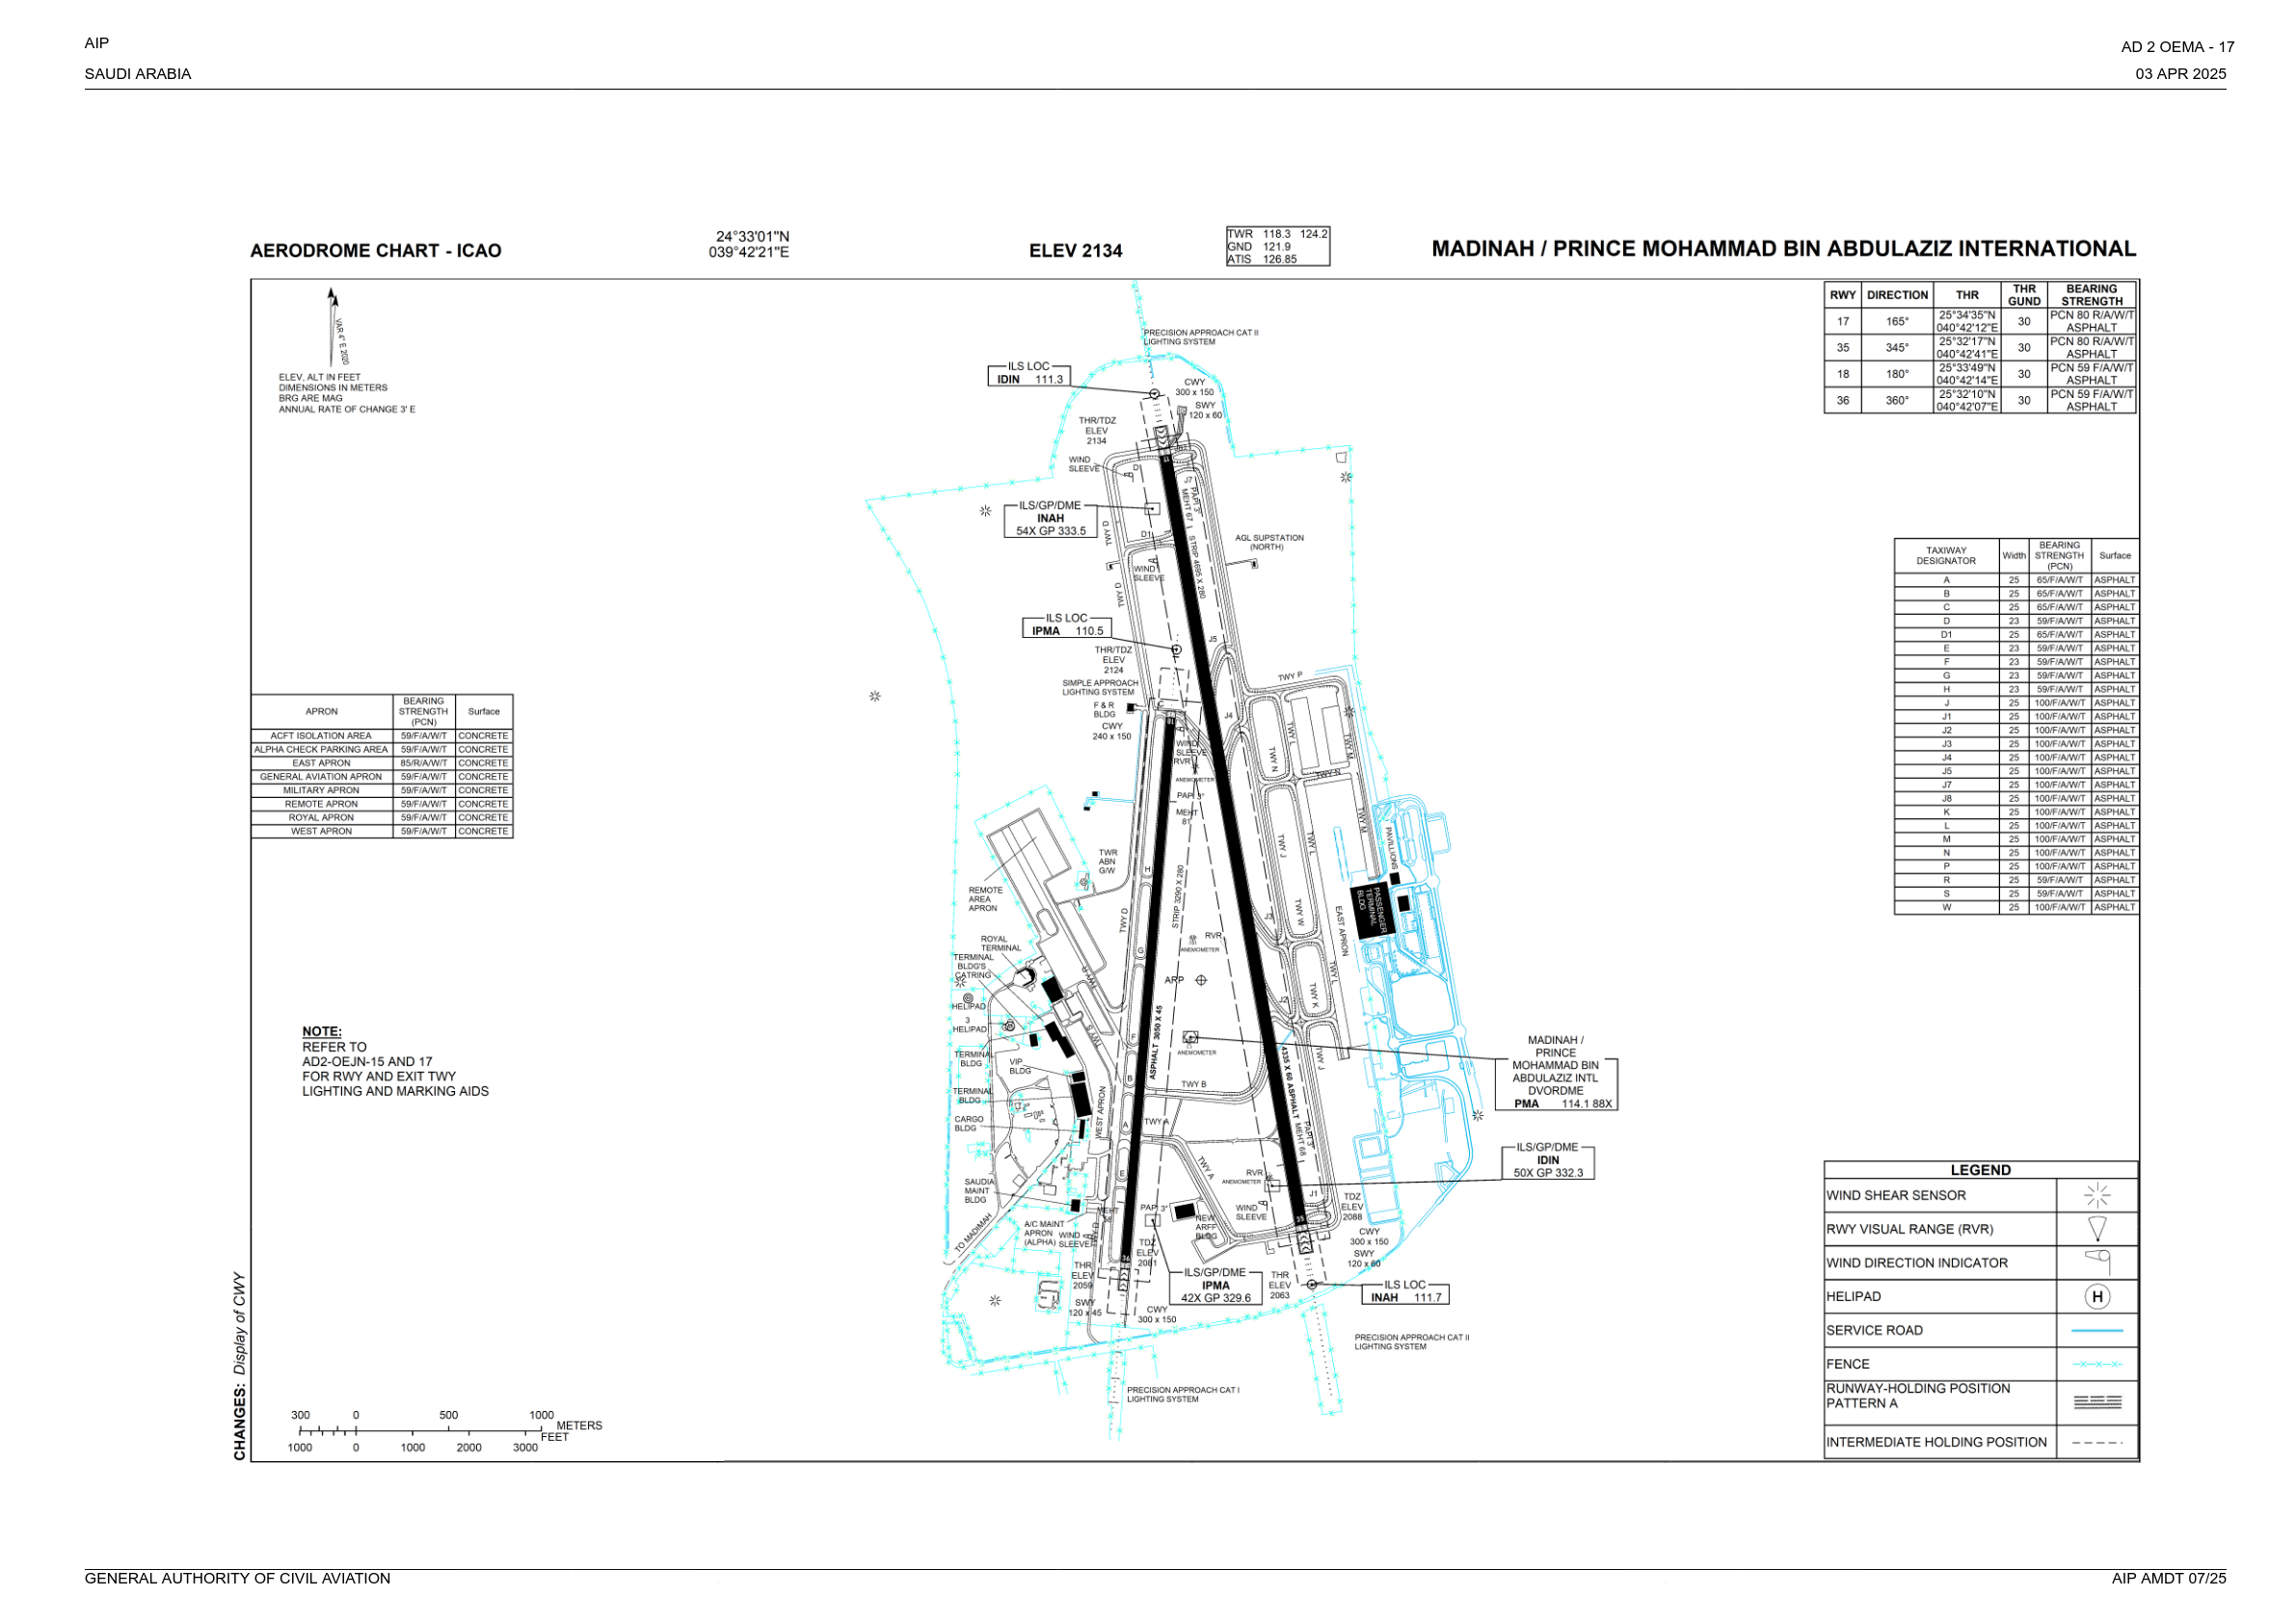 AIP
AD 2 OEMA - 17
SAUDI ARABIA
03 APR 2025
AERODROME CHART - ICAO
24°33'01"N
039°42'21"E
ELEV 2134
TWR 118.3 124.2
GND 121.9
ATIS 126.85
MADINAH / PRINCE MOHAMMAD BIN ABDULAZIZ INTERNATIONAL
VAR 4° E 2020
ELEV, ALT IN FEET
DIMENSIONS IN METERS
BRG ARE MAG
ANNUAL RATE OF CHANGE 3' E
RWY DIRECTION THR THR GUND BEARING STRENGTH
17 165° 25°34'35"N 040°42'12"E 30 PCN 80 R/A/W/T ASPHALT
35 345° 25°32'17"N 040°42'41"E 30 PCN 80 R/A/W/T ASPHALT
18 180° 25°33'49"N 040°42'14"E 30 PCN 59 F/A/W/T ASPHALT
36 360° 25°32'10"N 040°42'07"E 30 PCN 59 F/A/W/T ASPHALT
PRECISION APPROACH CAT II
LIGHTING SYSTEM
ILS LOC
IDIN 111.3
CWY
300 x 150
SWY
120 x 60
THR/TDZ
ELEV
2134
WIND
SLEEVE
D
J7
17
PAPI 3°
MEHT 67
STRIP 4695 X 280
ILS/GP/DME
INAH
54X GP 333.5
TWY D
D1
AGL SUPSTATION
(NORTH)
WIND
SLEEVE
TWY D
ILS LOC
IPMA 110.5
J5
THR/TDZ
ELEV
2124
SIMPLE APPROACH
LIGHTING SYSTEM
F & R
BLDG
CWY
240 x 150
18
J4
TWY P
TWY L
TWY M
TWY N
TWY N
WIND
SLEEVE
RVR
ANEMOMETER
PAPI 3°
MEHT
81
TWY M
TWY J
TWY L
PAVILLIONS
PASSENGER
TERMINAL
BLDG
TAXIWAY DESIGNATOR Width BEARING STRENGTH (PCN) Surface
A 25 65/F/A/W/T ASPHALT
B 25 65/F/A/W/T ASPHALT
C 25 65/F/A/W/T ASPHALT
D 23 59/F/A/W/T ASPHALT
D1 25 65/F/A/W/T ASPHALT
E 23 59/F/A/W/T ASPHALT
F 23 59/F/A/W/T ASPHALT
G 23 59/F/A/W/T ASPHALT
H 23 59/F/A/W/T ASPHALT
J 25 100/F/A/W/T ASPHALT
J1 25 100/F/A/W/T ASPHALT
J2 25 100/F/A/W/T ASPHALT
J3 25 100/F/A/W/T ASPHALT
J4 25 100/F/A/W/T ASPHALT
J5 25 100/F/A/W/T ASPHALT
J7 25 100/F/A/W/T ASPHALT
J8 25 100/F/A/W/T ASPHALT
K 25 100/F/A/W/T ASPHALT
L 25 100/F/A/W/T ASPHALT
M 25 100/F/A/W/T ASPHALT
N 25 100/F/A/W/T ASPHALT
P 25 100/F/A/W/T ASPHALT
R 25 59/F/A/W/T ASPHALT
S 25 59/F/A/W/T ASPHALT
W 25 100/F/A/W/T ASPHALT
APRON BEARING STRENGTH (PCN) Surface
ACFT ISOLATION AREA 59/F/A/W/T CONCRETE
ALPHA CHECK PARKING AREA 59/F/A/W/T CONCRETE
EAST APRON 85/R/A/W/T CONCRETE
GENERAL AVIATION APRON 59/F/A/W/T CONCRETE
MILITARY APRON 59/F/A/W/T CONCRETE
REMOTE APRON 59/F/A/W/T CONCRETE
ROYAL APRON 59/F/A/W/T CONCRETE
WEST APRON 59/F/A/W/T CONCRETE
TWR
ABN
G/W
H
REMOTE
AREA
APRON
TWY D
STRIP 3290 X 280
J3
TWY W
EAST APRON
ROYAL
TERMINAL
TERMINAL
BLDG'S
CATRING
G
RVR
ANEMOMETER
TWY R
ARP
TWY L
J2
TWY K
HELIPAD
3
HELIPAD
TWY S
F
ANEMOMETER
TERMINAL
BLDG
VIP
BLDG
TERMINAL
BLDG
B
ASPHALT 3050 X 45
TWY B
TWY J
4335 X 60 ASPHALT
PAPI 3°
MEHT 68
CARGO
BLDG
WEST APRON
A
TWY A
TWY A
E
SAUDIA
MAINT
BLDG
RVR
ANEMOMETER
J1
TDZ
ELEV
2088
A/C MAINT
APRON
(ALPHA)
WIND
SLEEVE
TWY D
PAPI 3°
NEW
ARFF
BLDG
WIND
SLEEVE
35
CWY
300 x 150
SWY
120 x 60
TO MADIMAH
THR
ELEV
2059
36
TDZ
ELEV
2081
ILS/GP/DME
IPMA
42X GP 329.6
THR
ELEV
2063
ILS LOC
INAH 111.7
SWY
120 x 45
CWY
300 x 150
PRECISION APPROACH CAT II
LIGHTING SYSTEM
PRECISION APPROACH CAT I
LIGHTING SYSTEM
MADINAH /
PRINCE
MOHAMMAD BIN
ABDULAZIZ INTL
DVORDME
PMA 114.1 88X
ILS/GP/DME
IDIN
50X GP 332.3
NOTE:
REFER TO
AD2-OEJN-15 AND 17
FOR RWY AND EXIT TWY
LIGHTING AND MARKING AIDS
LEGEND
WIND SHEAR SENSOR
RWY VISUAL RANGE (RVR)
WIND DIRECTION INDICATOR
HELIPAD H
SERVICE ROAD
FENCE
RUNWAY-HOLDING POSITION
PATTERN A
INTERMEDIATE HOLDING POSITION
CHANGES: Display of CWY
300 0 500 1000
METERS
FEET
1000 0 1000 2000 3000
GENERAL AUTHORITY OF CIVIL AVIATION
AIP AMDT 07/25